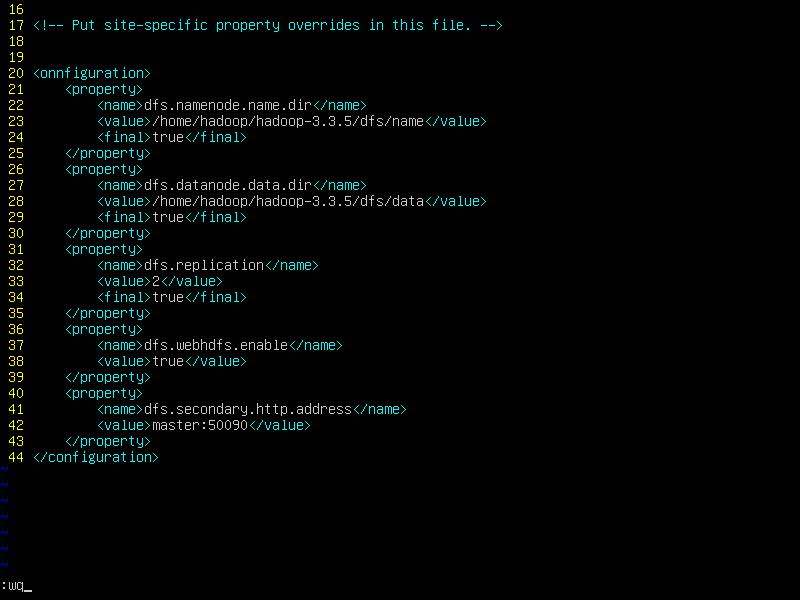 16
17 <!-- Put site-specific property overrides in this file. -->
18
19
20 <onnfiguration>
21     <property>
22         <name>dfs.namenode.name.dir</name>
23         <value>/home/hadoop/hadoop-3.3.5/dfs/name</value>
24         <final>true</final>
25     </property>
26     <property>
27         <name>dfs.datanode.data.dir</name>
28         <value>/home/hadoop/hadoop-3.3.5/dfs/data</value>
29         <final>true</final>
30     </property>
31     <property>
32         <name>dfs.replication</name>
33         <value>2</value>
34         <final>true</final>
35     </property>
36     <property>
37         <name>dfs.webhdfs.enable</name>
38         <value>true</value>
39     </property>
40     <property>
41         <name>dfs.secondary.http.address</name>
42         <value>master:50090</value>
43     </property>
44 </configuration>
~
~
~
~
~
~
~
:wq_